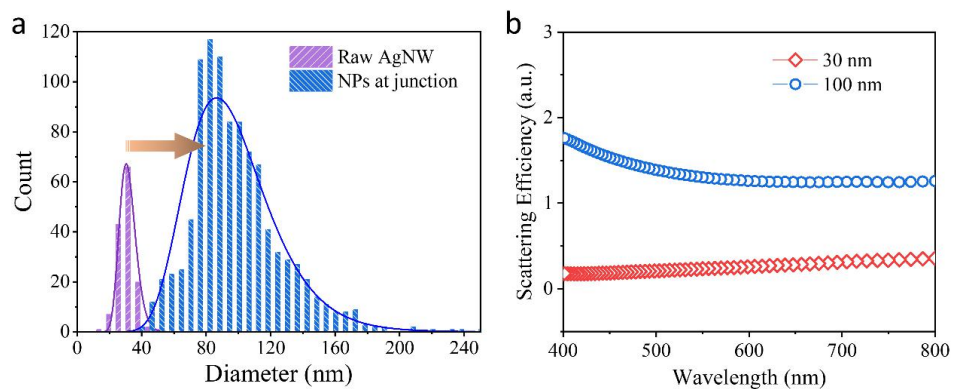 a
120
100
80
60
40
20
0
Count
0 40 80 120 160 200 240
Diameter (nm)
Raw AgNW
NPs at junction
b
3
2
1
0
Scattering Efficiency (a.u.)
400 500 600 700 800
Wavelength (nm)
30 nm
100 nm